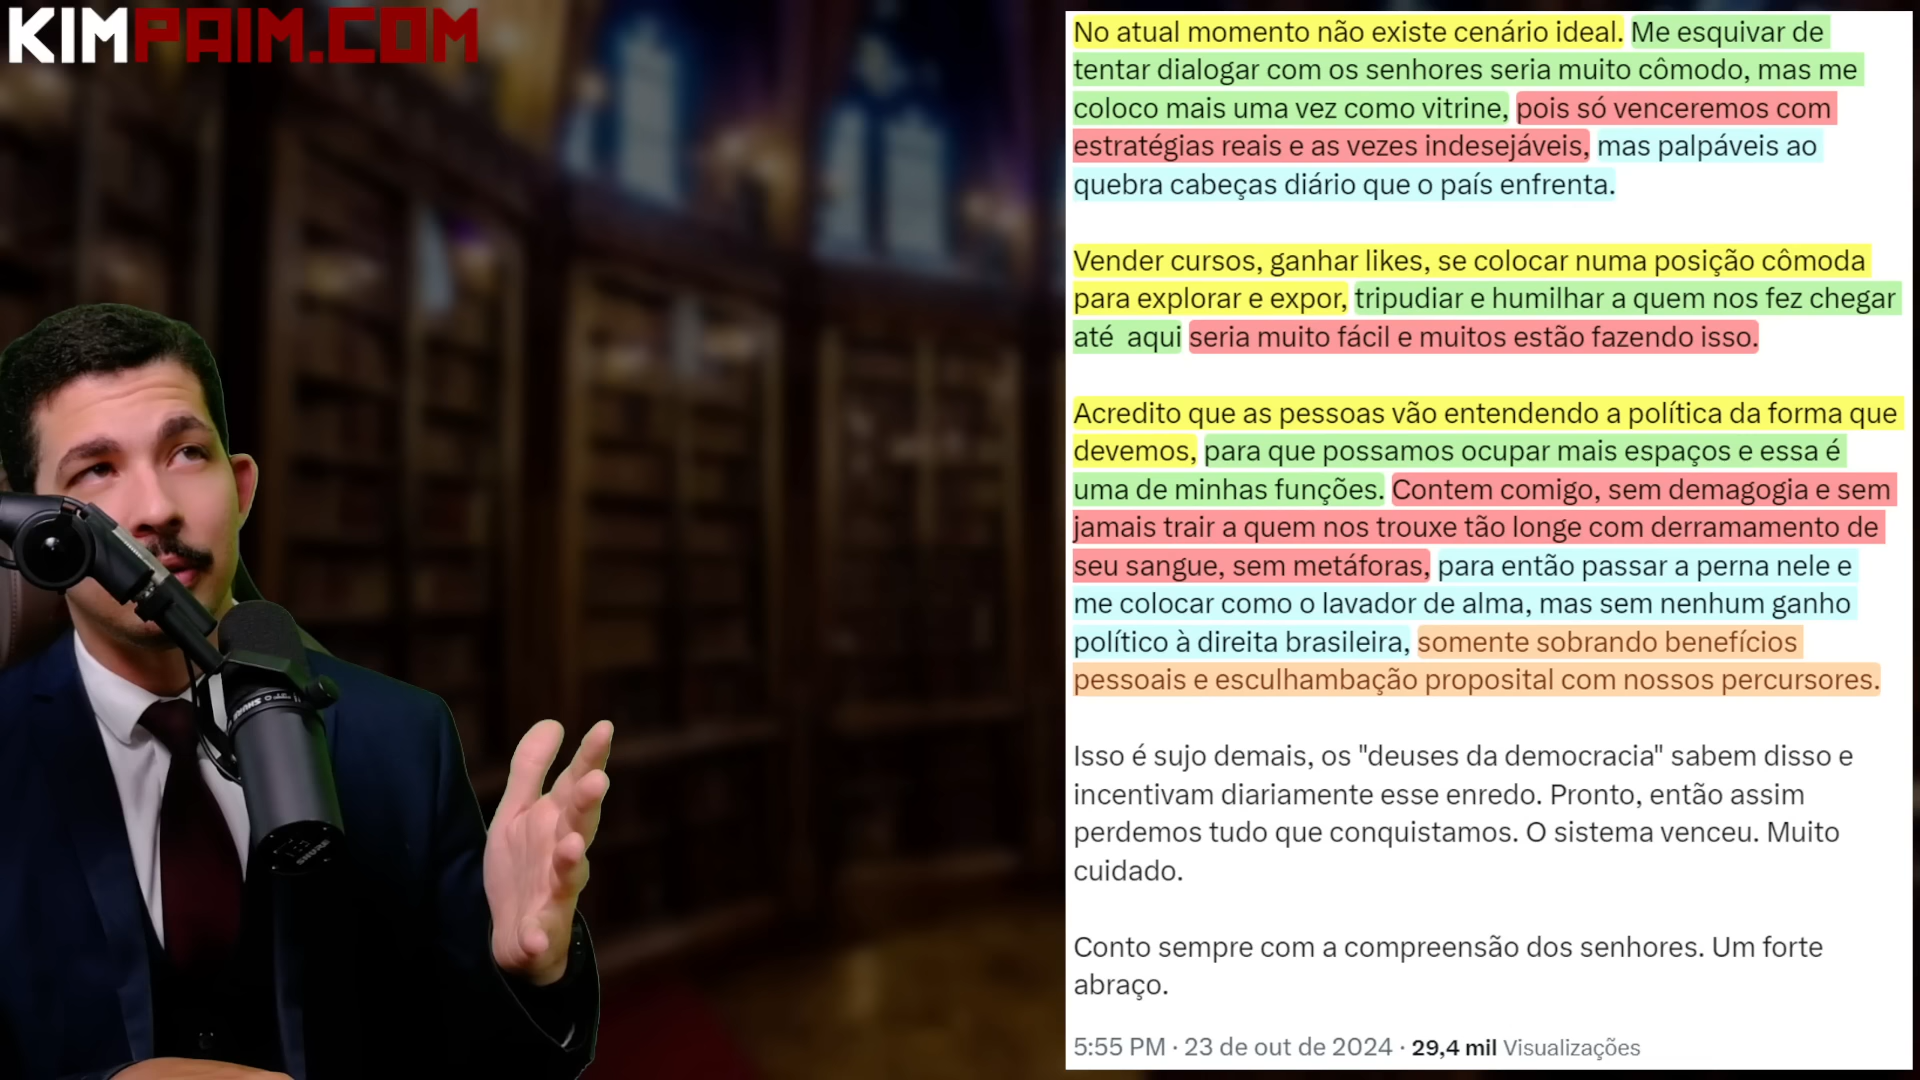 KIMPAIM.COM
No atual momento não existe cenário ideal. Me esquivar de
tentar dialogar com os senhores seria muito cômodo, mas me
coloco mais uma vez como vitrine, pois só venceremos com
estratégias reais e as vezes indesejáveis, mas palpáveis ao
quebra cabeças diário que o país enfrenta.
Vender cursos, ganhar likes, se colocar numa posição cômoda
para explorar e expor, tripudiar e humilhar a quem nos fez chegar
até aqui seria muito fácil e muitos estão fazendo isso.
Acredito que as pessoas vão entendendo a política da forma que
devemos, para que possamos ocupar mais espaços e essa é
uma de minhas funções. Contem comigo, sem demagogia e sem
jamais trair a quem nos trouxe tão longe com derramamento de
seu sangue, sem metáforas, para então passar a perna nele e
me colocar como o lavador de alma, mas sem nenhum ganho
político à direita brasileira, somente sobrando benefícios
pessoais e esculhambação proposital com nossos percursores.
Isso é sujo demais, os "deuses da democracia" sabem disso e
incentivam diariamente esse enredo. Pronto, então assim
perdemos tudo que conquistamos. O sistema venceu. Muito
cuidado.
Conto sempre com a compreensão dos senhores. Um forte
abraço.
5:55 PM · 23 de out de 2024 · 29,4 mil Visualizações
SHURE
SHURE